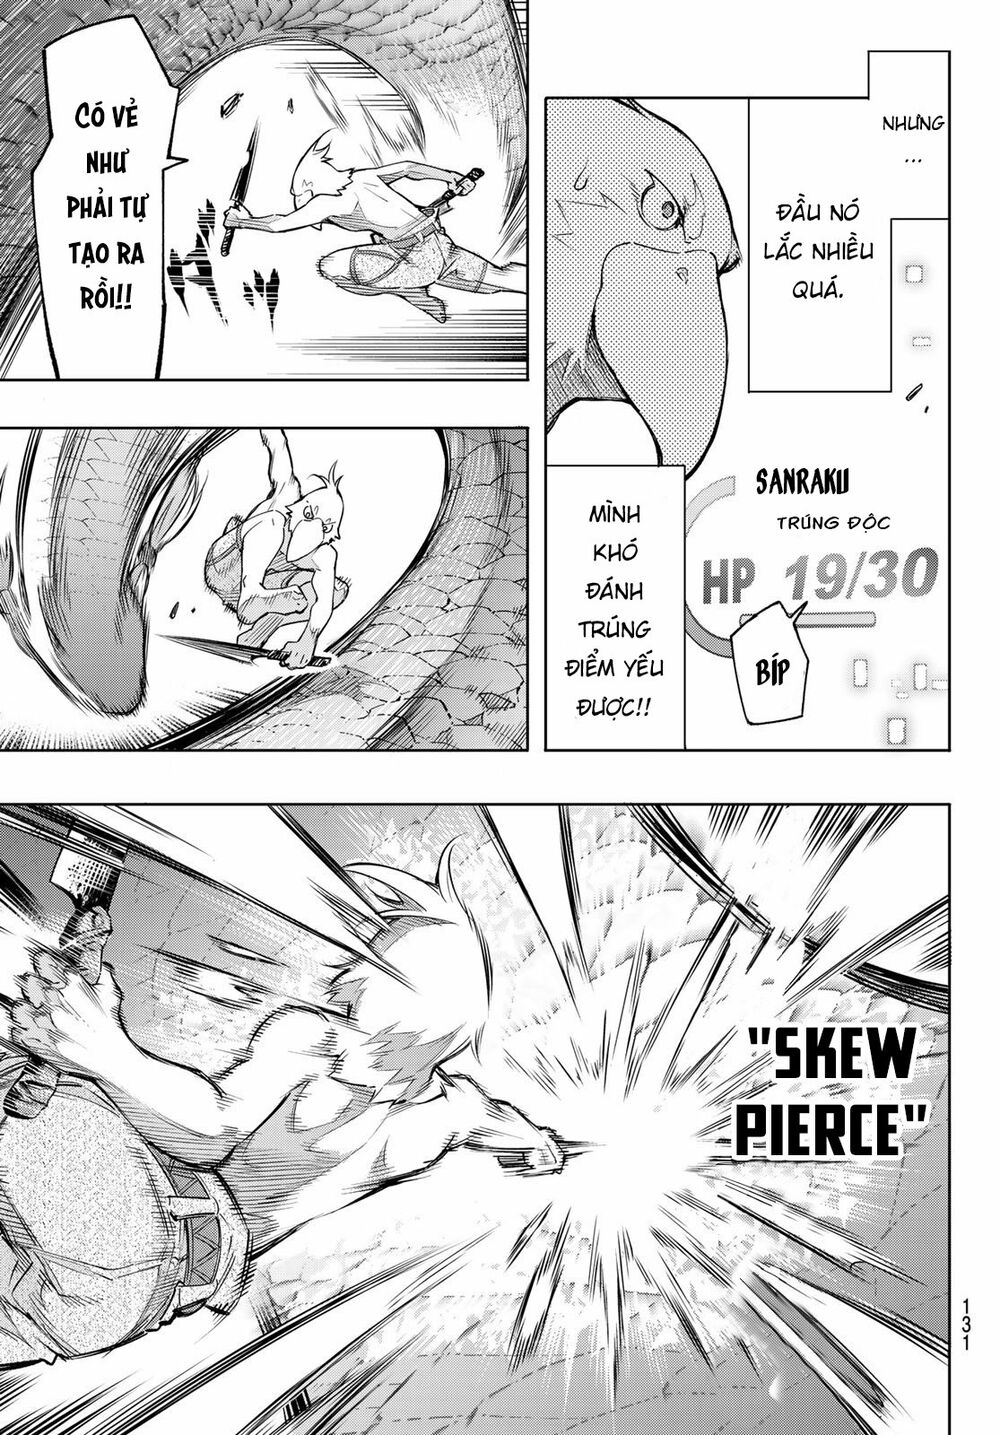 NHƯNG
...
ĐẦU NÓ
LẮC NHIỀU
QUÁ.
SANRAKU
TRÚNG ĐỘC
HP 19/30
BÍP
MÌNH
KHÓ
ĐÁNH
TRÚNG
ĐIỂM YẾU
ĐƯỢC!!
CÓ VẺ
NHƯ
PHẢI TỰ
TẠO RA
RỒI!!
"SKEW
PIERCE"
131